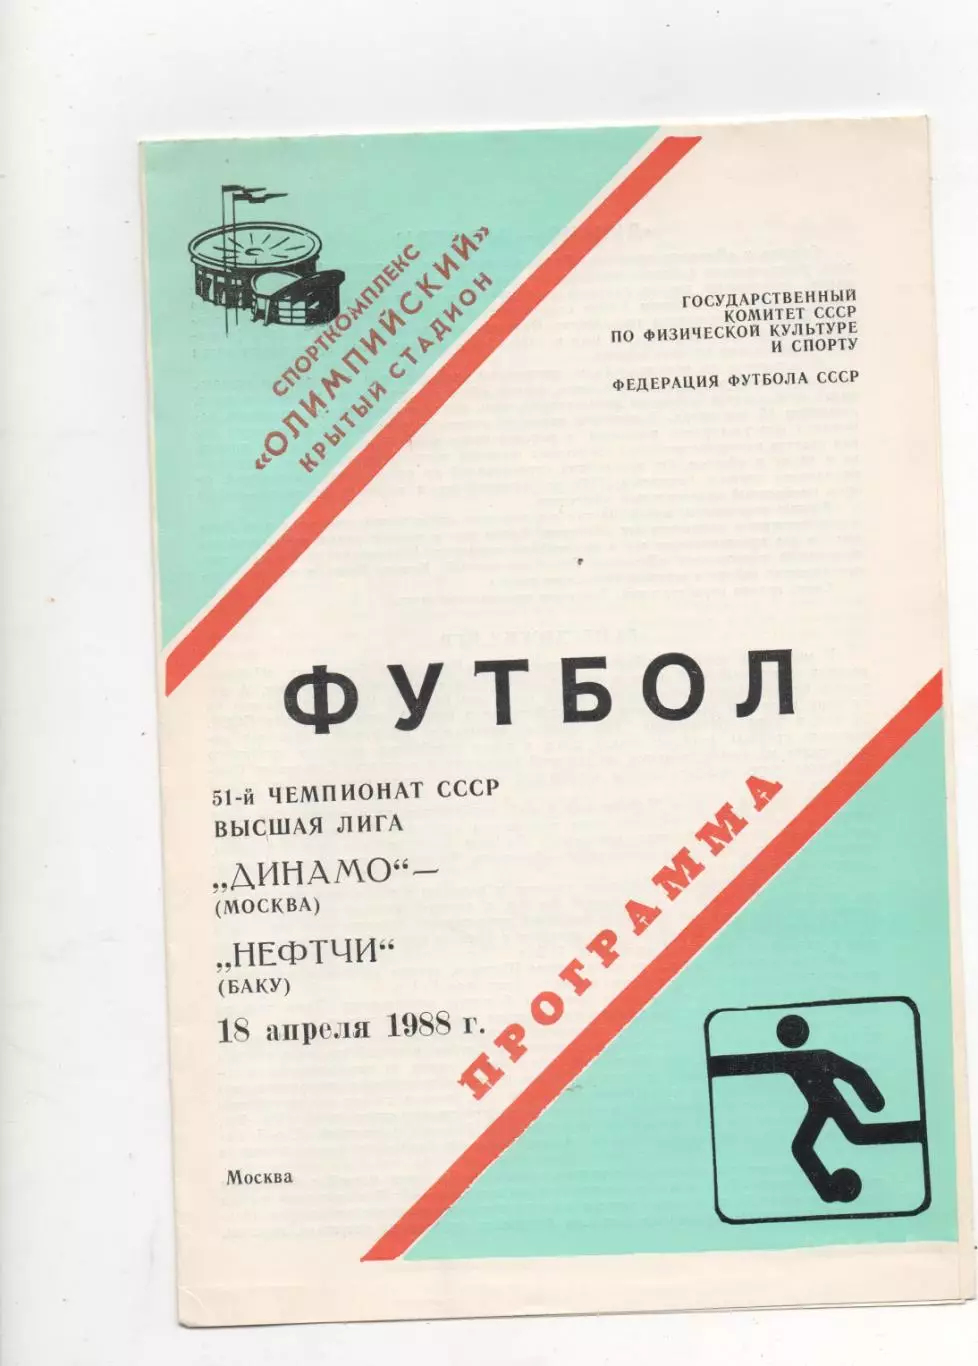 СПОРТКОМПЛЕКС
«ОЛИМПИЙСКИЙ»
КРЫТЫЙ СТАДИОН
ГОСУДАРСТВЕННЫЙ
КОМИТЕТ СССР
ПО ФИЗИЧЕСКОЙ КУЛЬТУРЕ
И СПОРТУ
ФЕДЕРАЦИЯ ФУТБОЛА СССР
ФУТБОЛ
51-й ЧЕМПИОНАТ СССР
ВЫСШАЯ ЛИГА
„ДИНАМО“—
(МОСКВА)
„НЕФТЧИ“
(БАКУ)
18 апреля 1988 г.
ПРОГРАММА
Москва